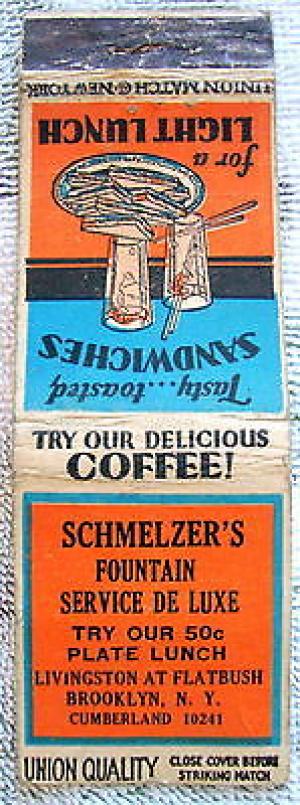 UNION MATCH CO NEW YORK
for a
LIGHT LUNCH
Tasty...toasted
SANDWICHES
TRY OUR DELICIOUS
COFFEE!
SCHMELZER'S
FOUNTAIN
SERVICE DE LUXE
TRY OUR 50c
PLATE LUNCH
LIVINGSTON AT FLATBUSH
BROOKLYN, N. Y.
CUMBERLAND 10241
UNION QUALITY CLOSE COVER BEFORE
STRIKING MATCH